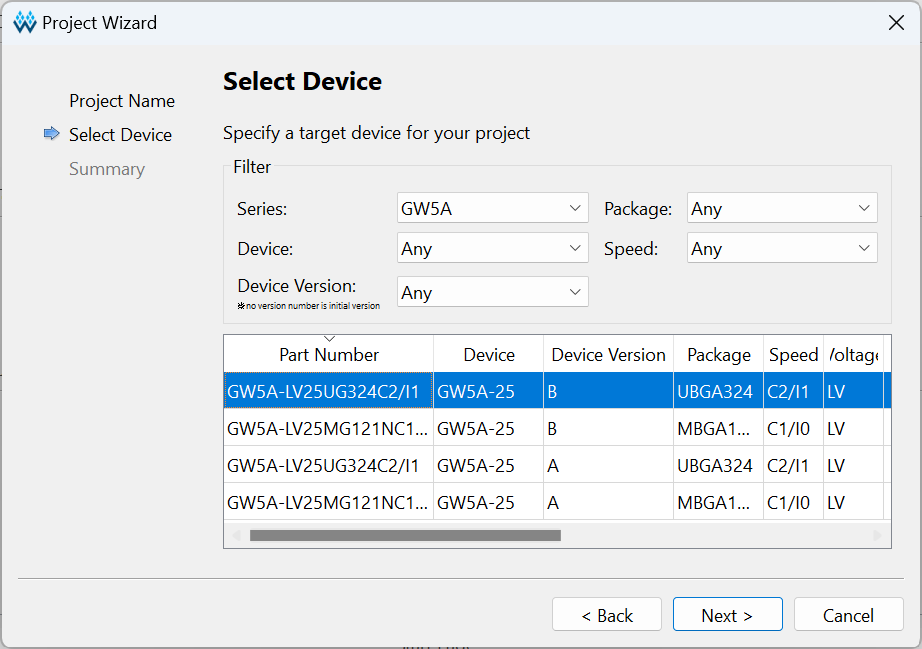 Project Wizard
Project Name
Select Device
Summary
Select Device
Specify a target device for your project
Filter
Series: GW5A Package: Any
Device: Any Speed: Any
Device Version: Any
※no version number is initial version
Part Number Device Device Version Package Speed Voltage
GW5A-LV25UG324C2/I1 GW5A-25 B UBGA324 C2/I1 LV
GW5A-LV25MG121NC1... GW5A-25 B MBGA1... C1/I0 LV
GW5A-LV25UG324C2/I1 GW5A-25 A UBGA324 C2/I1 LV
GW5A-LV25MG121NC1... GW5A-25 A MBGA1... C1/I0 LV
< Back Next > Cancel